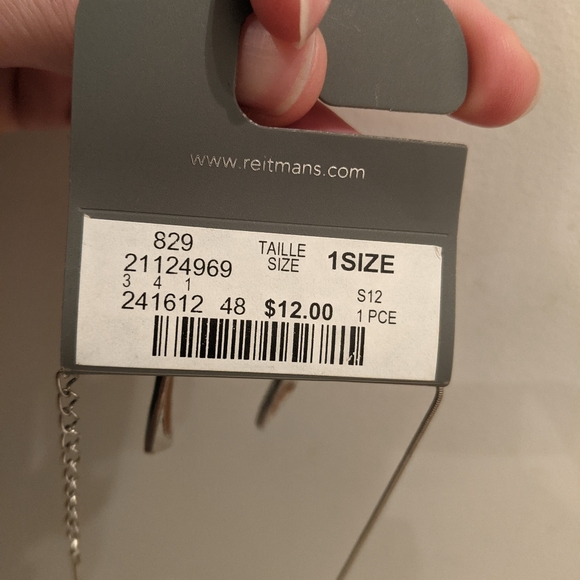 www.reitmans.com
829
21124969
TAILLE
SIZE
1SIZE
3 4 1
241612 48 $12.00
S12
1 PCE